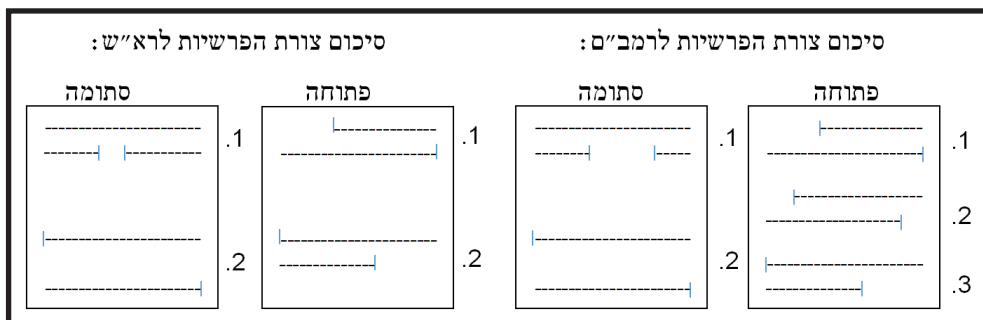 סיכום צורת הפרשיות לרמב״ם:
פתוחה
1.
2.
3.
סתומה
1.
2.
סיכום צורת הפרשיות לרא״ש:
פתוחה
1.
2.
סתומה
1.
2.